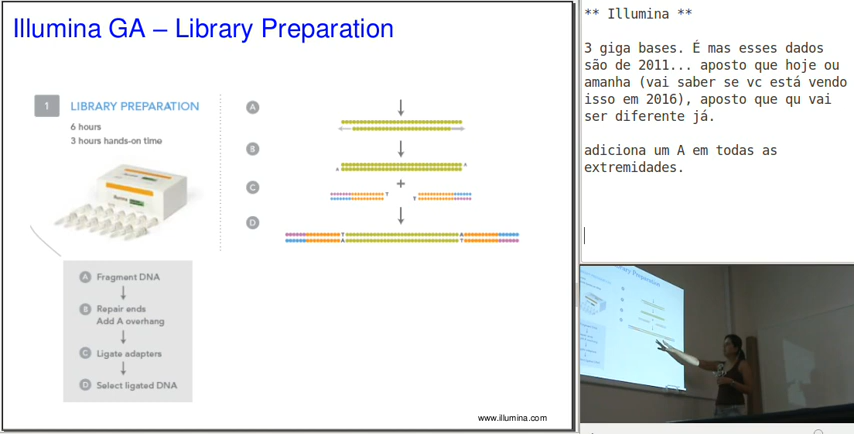 Illumina GA – Library Preparation
1 LIBRARY PREPARATION
6 hours
3 hours hands-on time
A
B
C
D
A
A
+
T
T
T
A
A
T
A Fragment DNA
B Repair ends
Add A overhang
C Ligate adapters
D Select ligated DNA
www.illumina.com
** Illumina **
3 giga bases. É mas esses dados
são de 2011... aposto que hoje ou
amanha (vai saber se vc está vendo
isso em 2016), aposto que qu vai
ser diferente já.
adiciona um A em todas as
extremidades.
Library Preparation